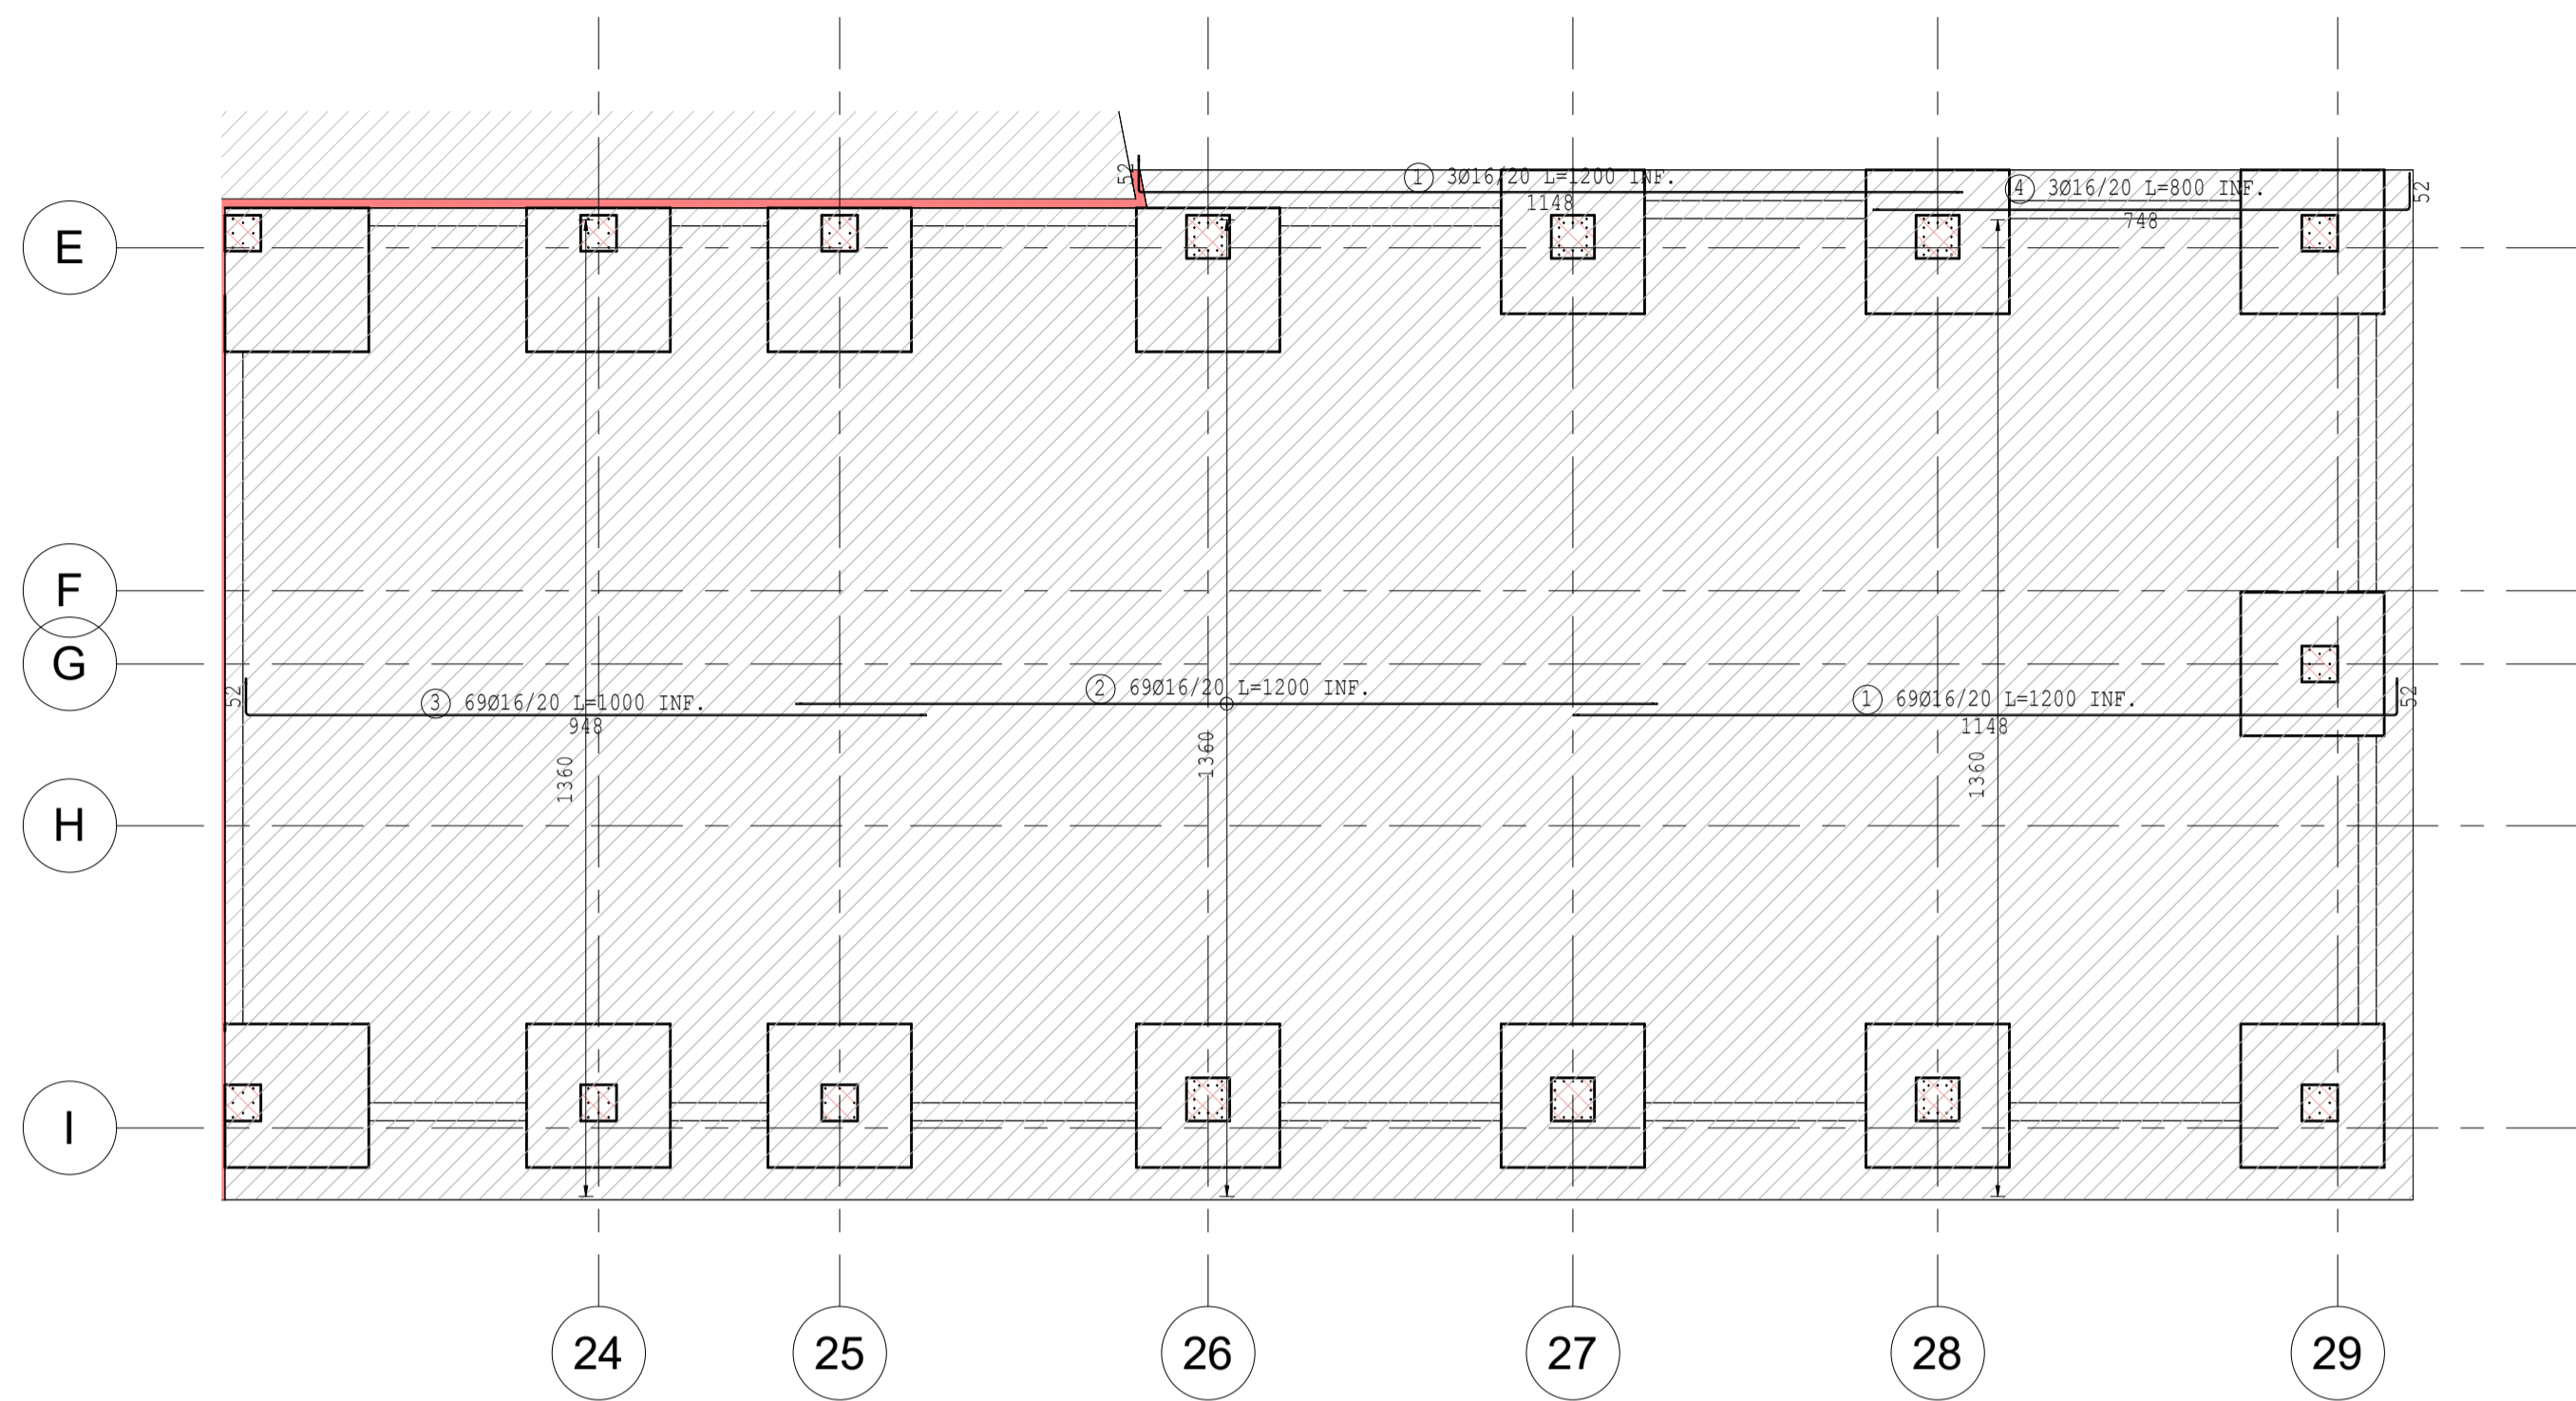 52
1 3Ø16/20 L=1200 INF.
1148
4 3Ø16/20 L=800 INF.
748
52
E
F
G
52
3 69Ø16/20 L=1000 INF.
948
1360
2 69Ø16/20 L=1200 INF.
1360
1 69Ø16/20 L=1200 INF.
1148
1360
52
H
I
24 25 26 27 28 29